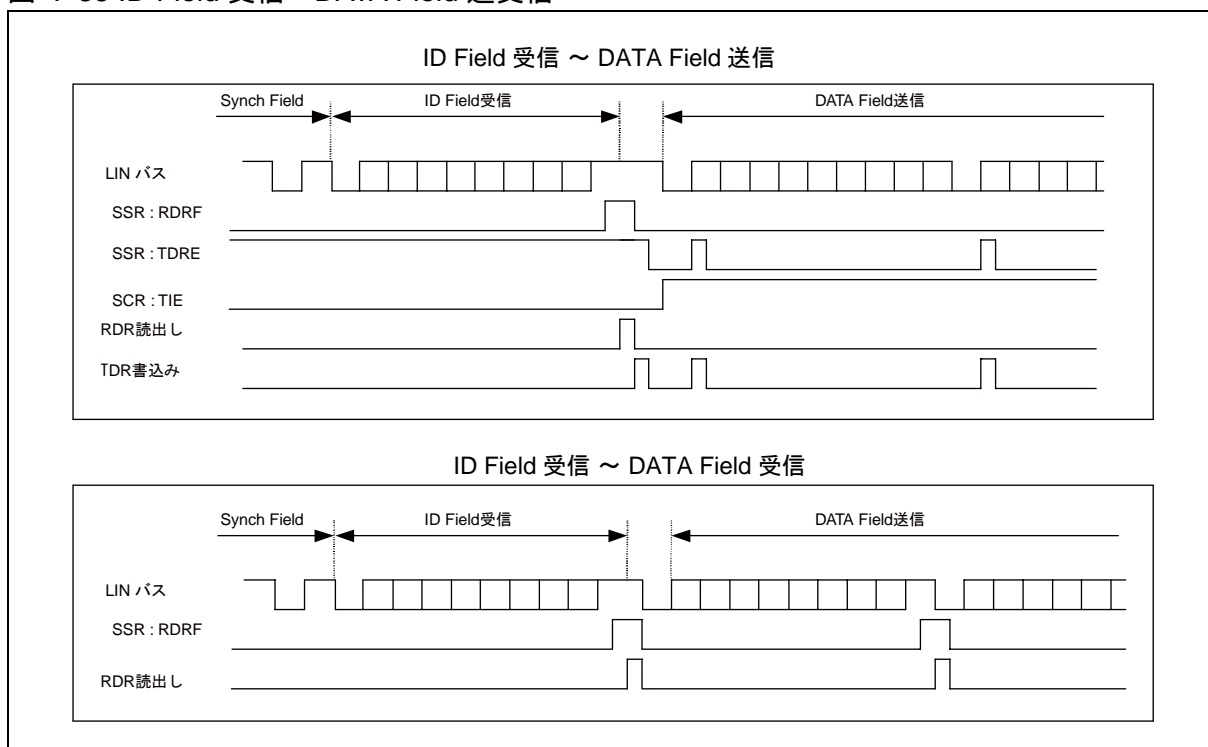 ID Field 受信 ～ DATA Field 送信
Synch Field ID Field受信 DATA Field送信
LIN バス
SSR : RDRF
SSR : TDRE
SCR : TIE
RDR読出し
TDR書込み
ID Field 受信 ～ DATA Field 受信
Synch Field ID Field受信 DATA Field送信
LIN バス
SSR : RDRF
RDR読出し